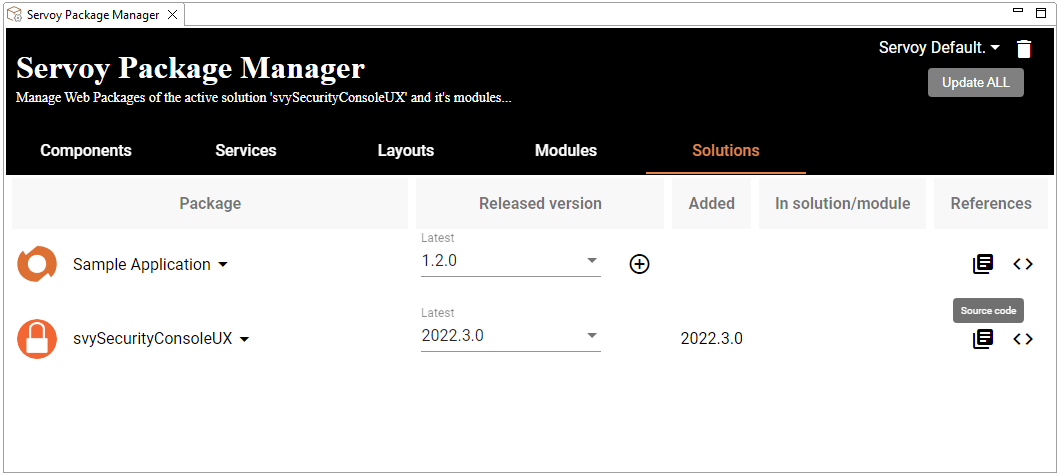 Servoy Package Manager
Servoy Default.
Servoy Package Manager
Update ALL
Manage Web Packages of the active solution 'svySecurityConsoleUX' and it's modules...
Components Services Layouts Modules Solutions
Package Released version Added In solution/module References
Latest
Sample Application 1.2.0
Source code
Latest
svySecurityConsoleUX 2022.3.0 2022.3.0